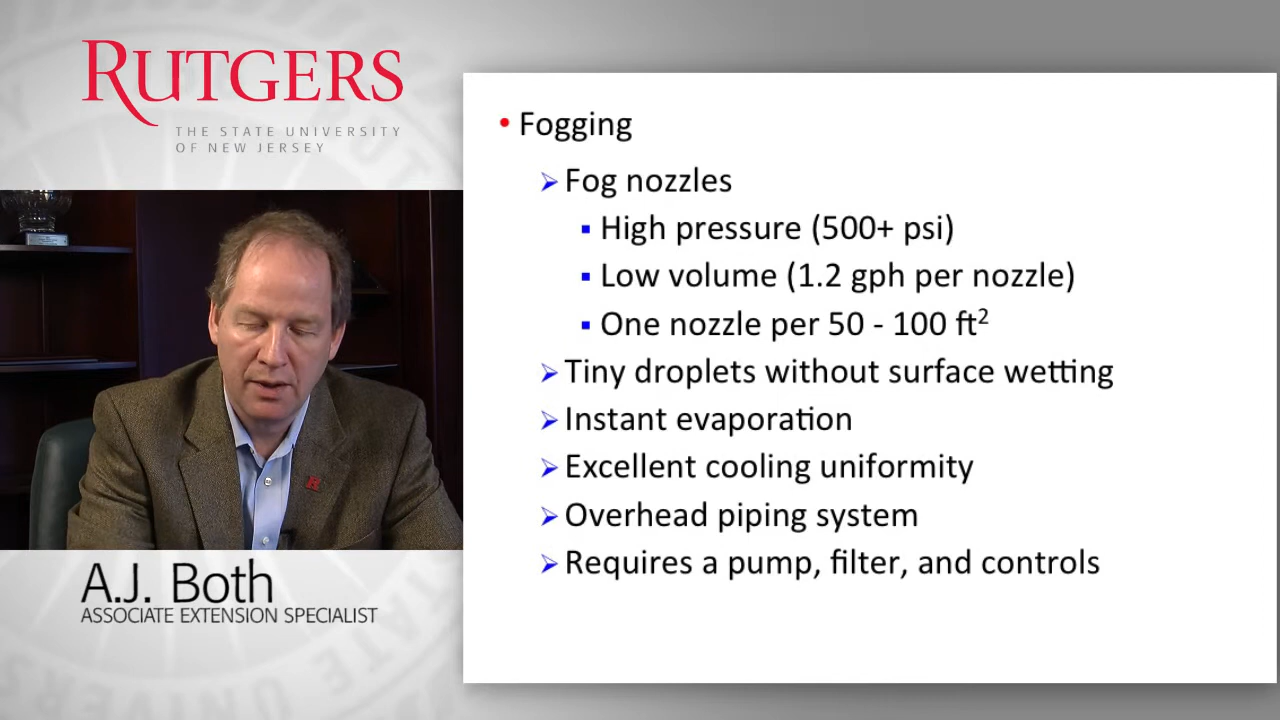 RUTGERS
THE STATE UNIVERSITY
OF NEW JERSEY
A.J. Both
ASSOCIATE EXTENSION SPECIALIST
• Fogging
➢ Fog nozzles
▪ High pressure (500+ psi)
▪ Low volume (1.2 gph per nozzle)
▪ One nozzle per 50 - 100 ft²
➢ Tiny droplets without surface wetting
➢ Instant evaporation
➢ Excellent cooling uniformity
➢ Overhead piping system
➢ Requires a pump, filter, and controls